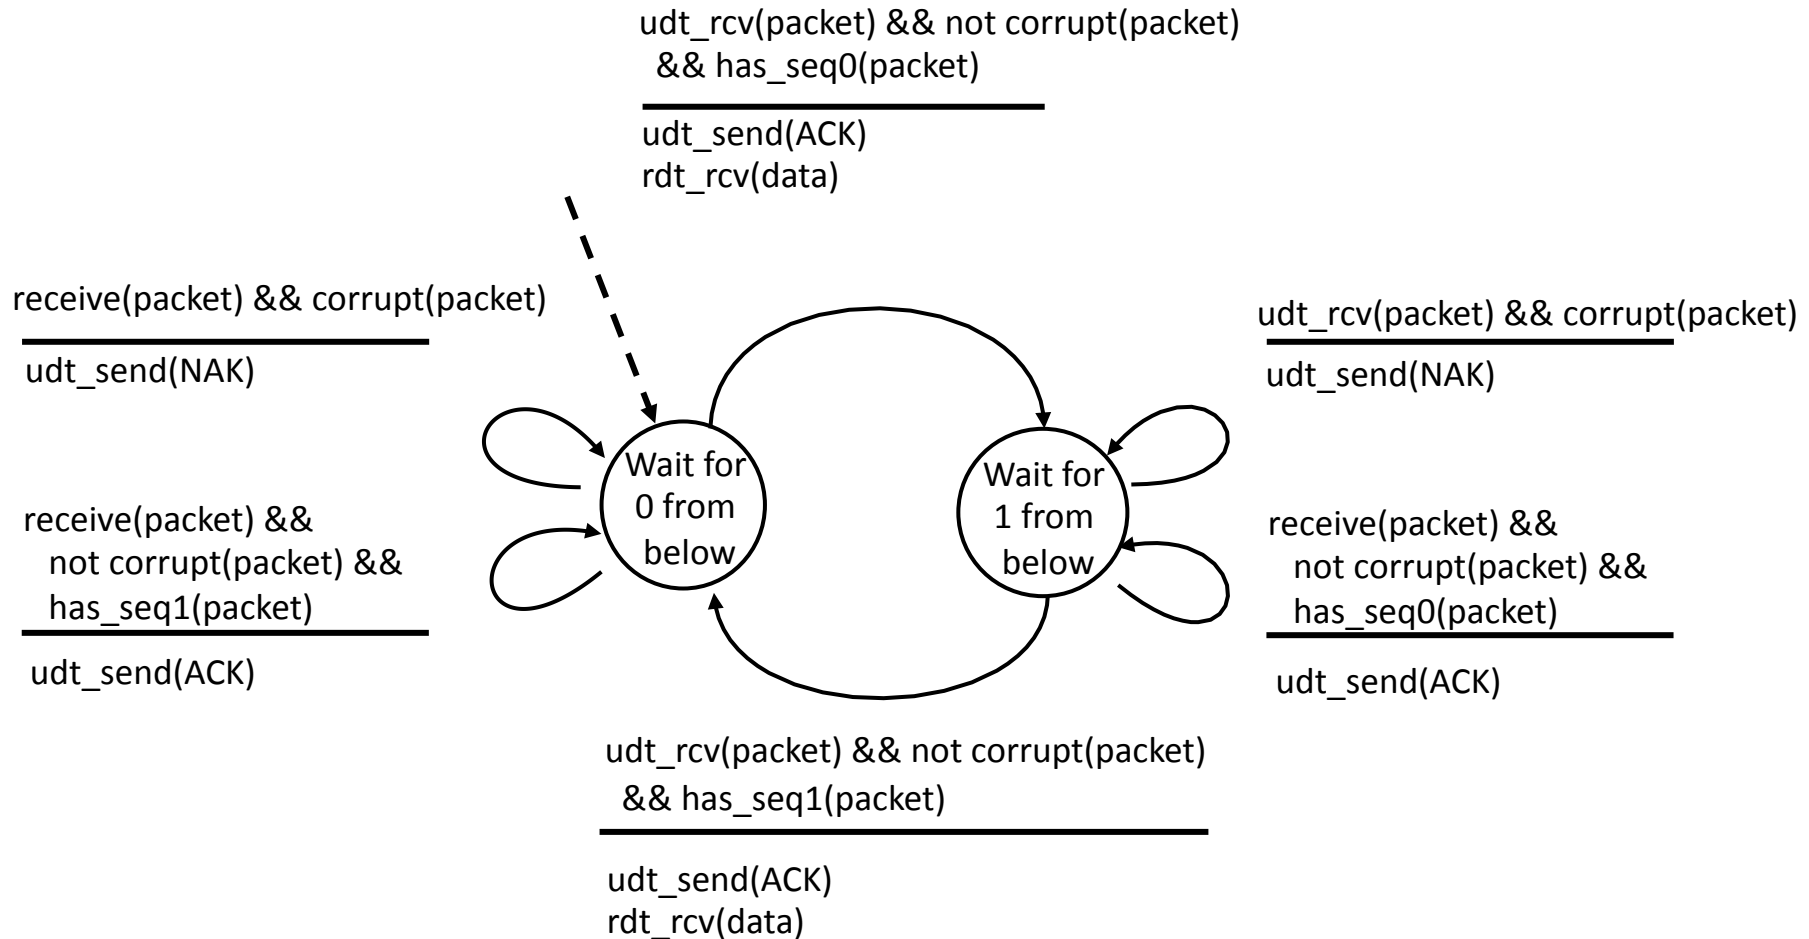 udt_rcv(packet) && not corrupt(packet)
&& has_seq0(packet)
udt_send(ACK)
rdt_rcv(data)
receive(packet) && corrupt(packet)
udt_send(NAK)
udt_rcv(packet) && corrupt(packet)
udt_send(NAK)
Wait for
0 from
below
Wait for
1 from
below
receive(packet) &&
not corrupt(packet) &&
has_seq1(packet)
udt_send(ACK)
receive(packet) &&
not corrupt(packet) &&
has_seq0(packet)
udt_send(ACK)
udt_rcv(packet) && not corrupt(packet)
&& has_seq1(packet)
udt_send(ACK)
rdt_rcv(data)